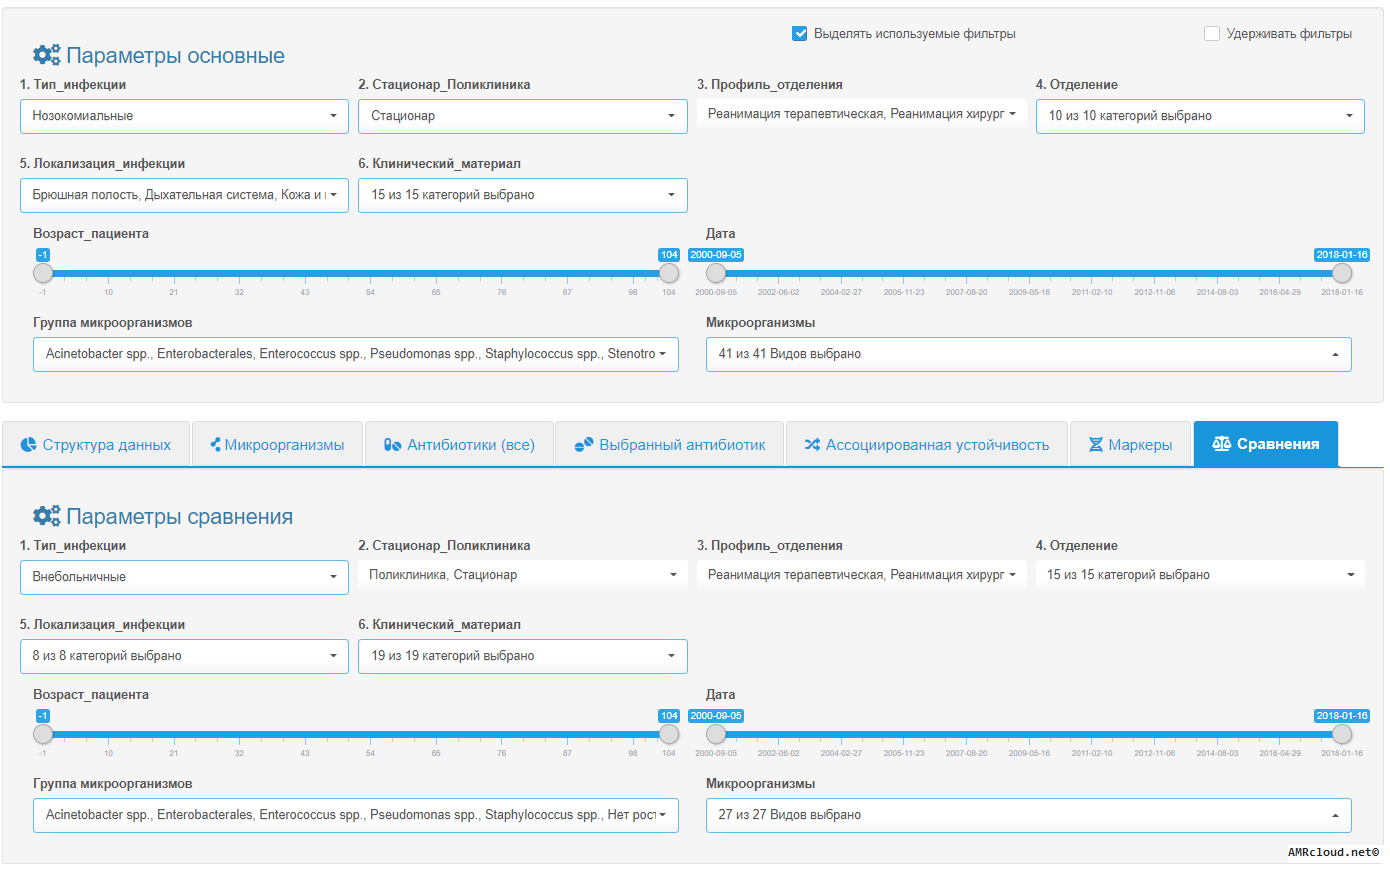 Выделять используемые фильтры
Удерживать фильтры
Параметры основные
1. Тип_инфекции
2. Стационар_Поликлиника
3. Профиль_отделения
4. Отделение
Нозокомиальные
Стационар
Реанимация терапевтическая, Реанимация хирург
10 из 10 категорий выбрано
5. Локализация_инфекции
6. Клинический_материал
Брюшная полость, Дыхательная система, Кожа и
15 из 15 категорий выбрано
Возраст_пациента
Дата
-1
104
2000-09-05
2018-01-16
-1 10 21 32 43 54 65 76 87 98 104
2000-09-05 2002-06-02 2004-02-27 2005-11-23 2007-08-20 2009-05-16 2011-02-10 2012-11-06 2014-08-03 2016-04-29 2018-01-16
Группа микроорганизмов
Микроорганизмы
Acinetobacter spp., Enterobacterales, Enterococcus spp., Pseudomonas spp., Staphylococcus spp., Stenotro
41 из 41 Видов выбрано
Структура данных
Микроорганизмы
Антибиотики (все)
Выбранный антибиотик
Ассоциированная устойчивость
Маркеры
Сравнения
Параметры сравнения
1. Тип_инфекции
2. Стационар_Поликлиника
3. Профиль_отделения
4. Отделение
Внебольничные
Поликлиника, Стационар
Реанимация терапевтическая, Реанимация хирург
15 из 15 категорий выбрано
5. Локализация_инфекции
6. Клинический_материал
8 из 8 категорий выбрано
19 из 19 категорий выбрано
Возраст_пациента
Дата
-1
104
2000-09-05
2018-01-16
-1 10 21 32 43 54 65 76 87 98 104
2000-09-05 2002-06-02 2004-02-27 2005-11-23 2007-08-20 2009-05-16 2011-02-10 2012-11-06 2014-08-03 2016-04-29 2018-01-16
Группа микроорганизмов
Микроорганизмы
Acinetobacter spp., Enterobacterales, Enterococcus spp., Pseudomonas spp., Staphylococcus spp., Нет рост
27 из 27 Видов выбрано
AMRcloud.net©